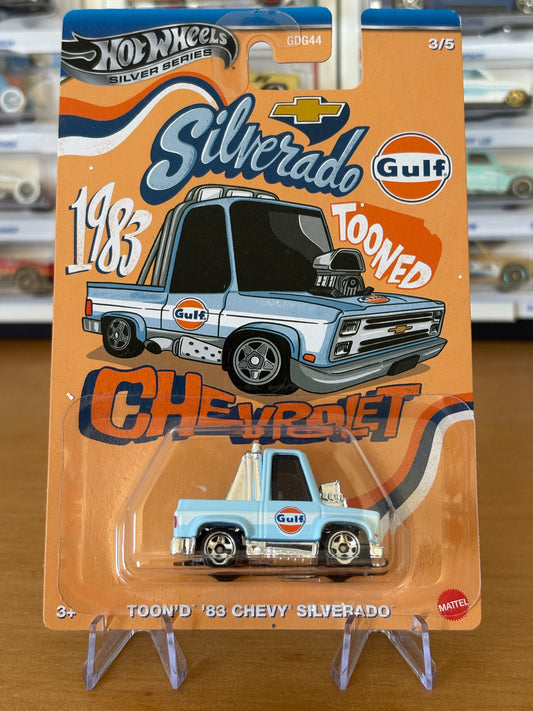 HOT WHEELS
SILVER SERIES
GDG44
3/5
Silverado
Gulf
1983
TOONED
Gulf
CHEVROLET
Gulf
3+
TOON'D '83 CHEVY SILVERADO
MATTEL